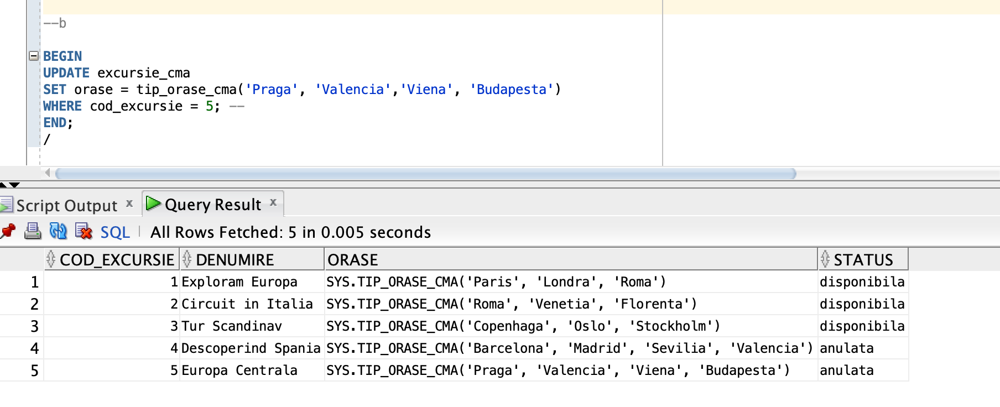 --b
BEGIN
UPDATE excursie_cma
SET orase = tip_orase_cma('Praga', 'Valencia','Viena', 'Budapesta')
WHERE cod_excursie = 5; --
END;
/
Script Output x Query Result x
SQL All Rows Fetched: 5 in 0.005 seconds
COD_EXCURSIE DENUMIRE ORASE STATUS
1 1 Exploram Europa SYS.TIP_ORASE_CMA('Paris', 'Londra', 'Roma') disponibila
2 2 Circuit in Italia SYS.TIP_ORASE_CMA('Roma', 'Venetia', 'Florenta') disponibila
3 3 Tur Scandinav SYS.TIP_ORASE_CMA('Copenhaga', 'Oslo', 'Stockholm') disponibila
4 4 Descoperind Spania SYS.TIP_ORASE_CMA('Barcelona', 'Madrid', 'Sevilia', 'Valencia') anulata
5 5 Europa Centrala SYS.TIP_ORASE_CMA('Praga', 'Valencia', 'Viena', 'Budapesta') anulata